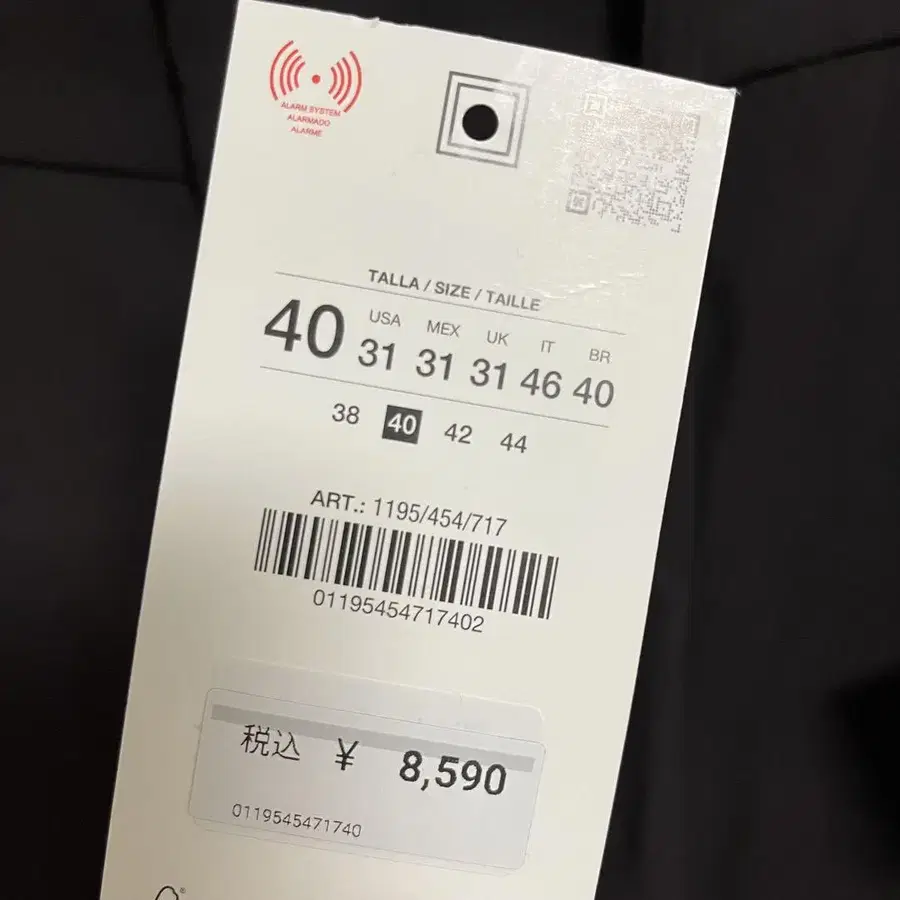 ALARM SYSTEM
ALARMADO
ALARME
TALLA / SIZE / TAILLE
40 USA MEX UK IT BR
31 31 31 46 40
38 40 42 44
ART.: 1195/454/717
01195454717402
税込 ¥ 8,590
0119545471740
®